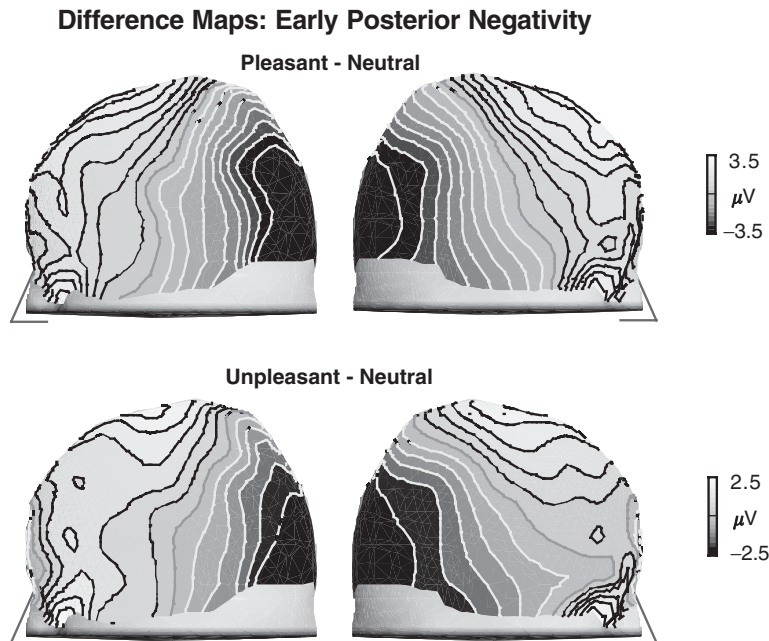 Difference Maps: Early Posterior Negativity
Pleasant - Neutral
3.5
μV
–3.5
Unpleasant - Neutral
2.5
μV
–2.5